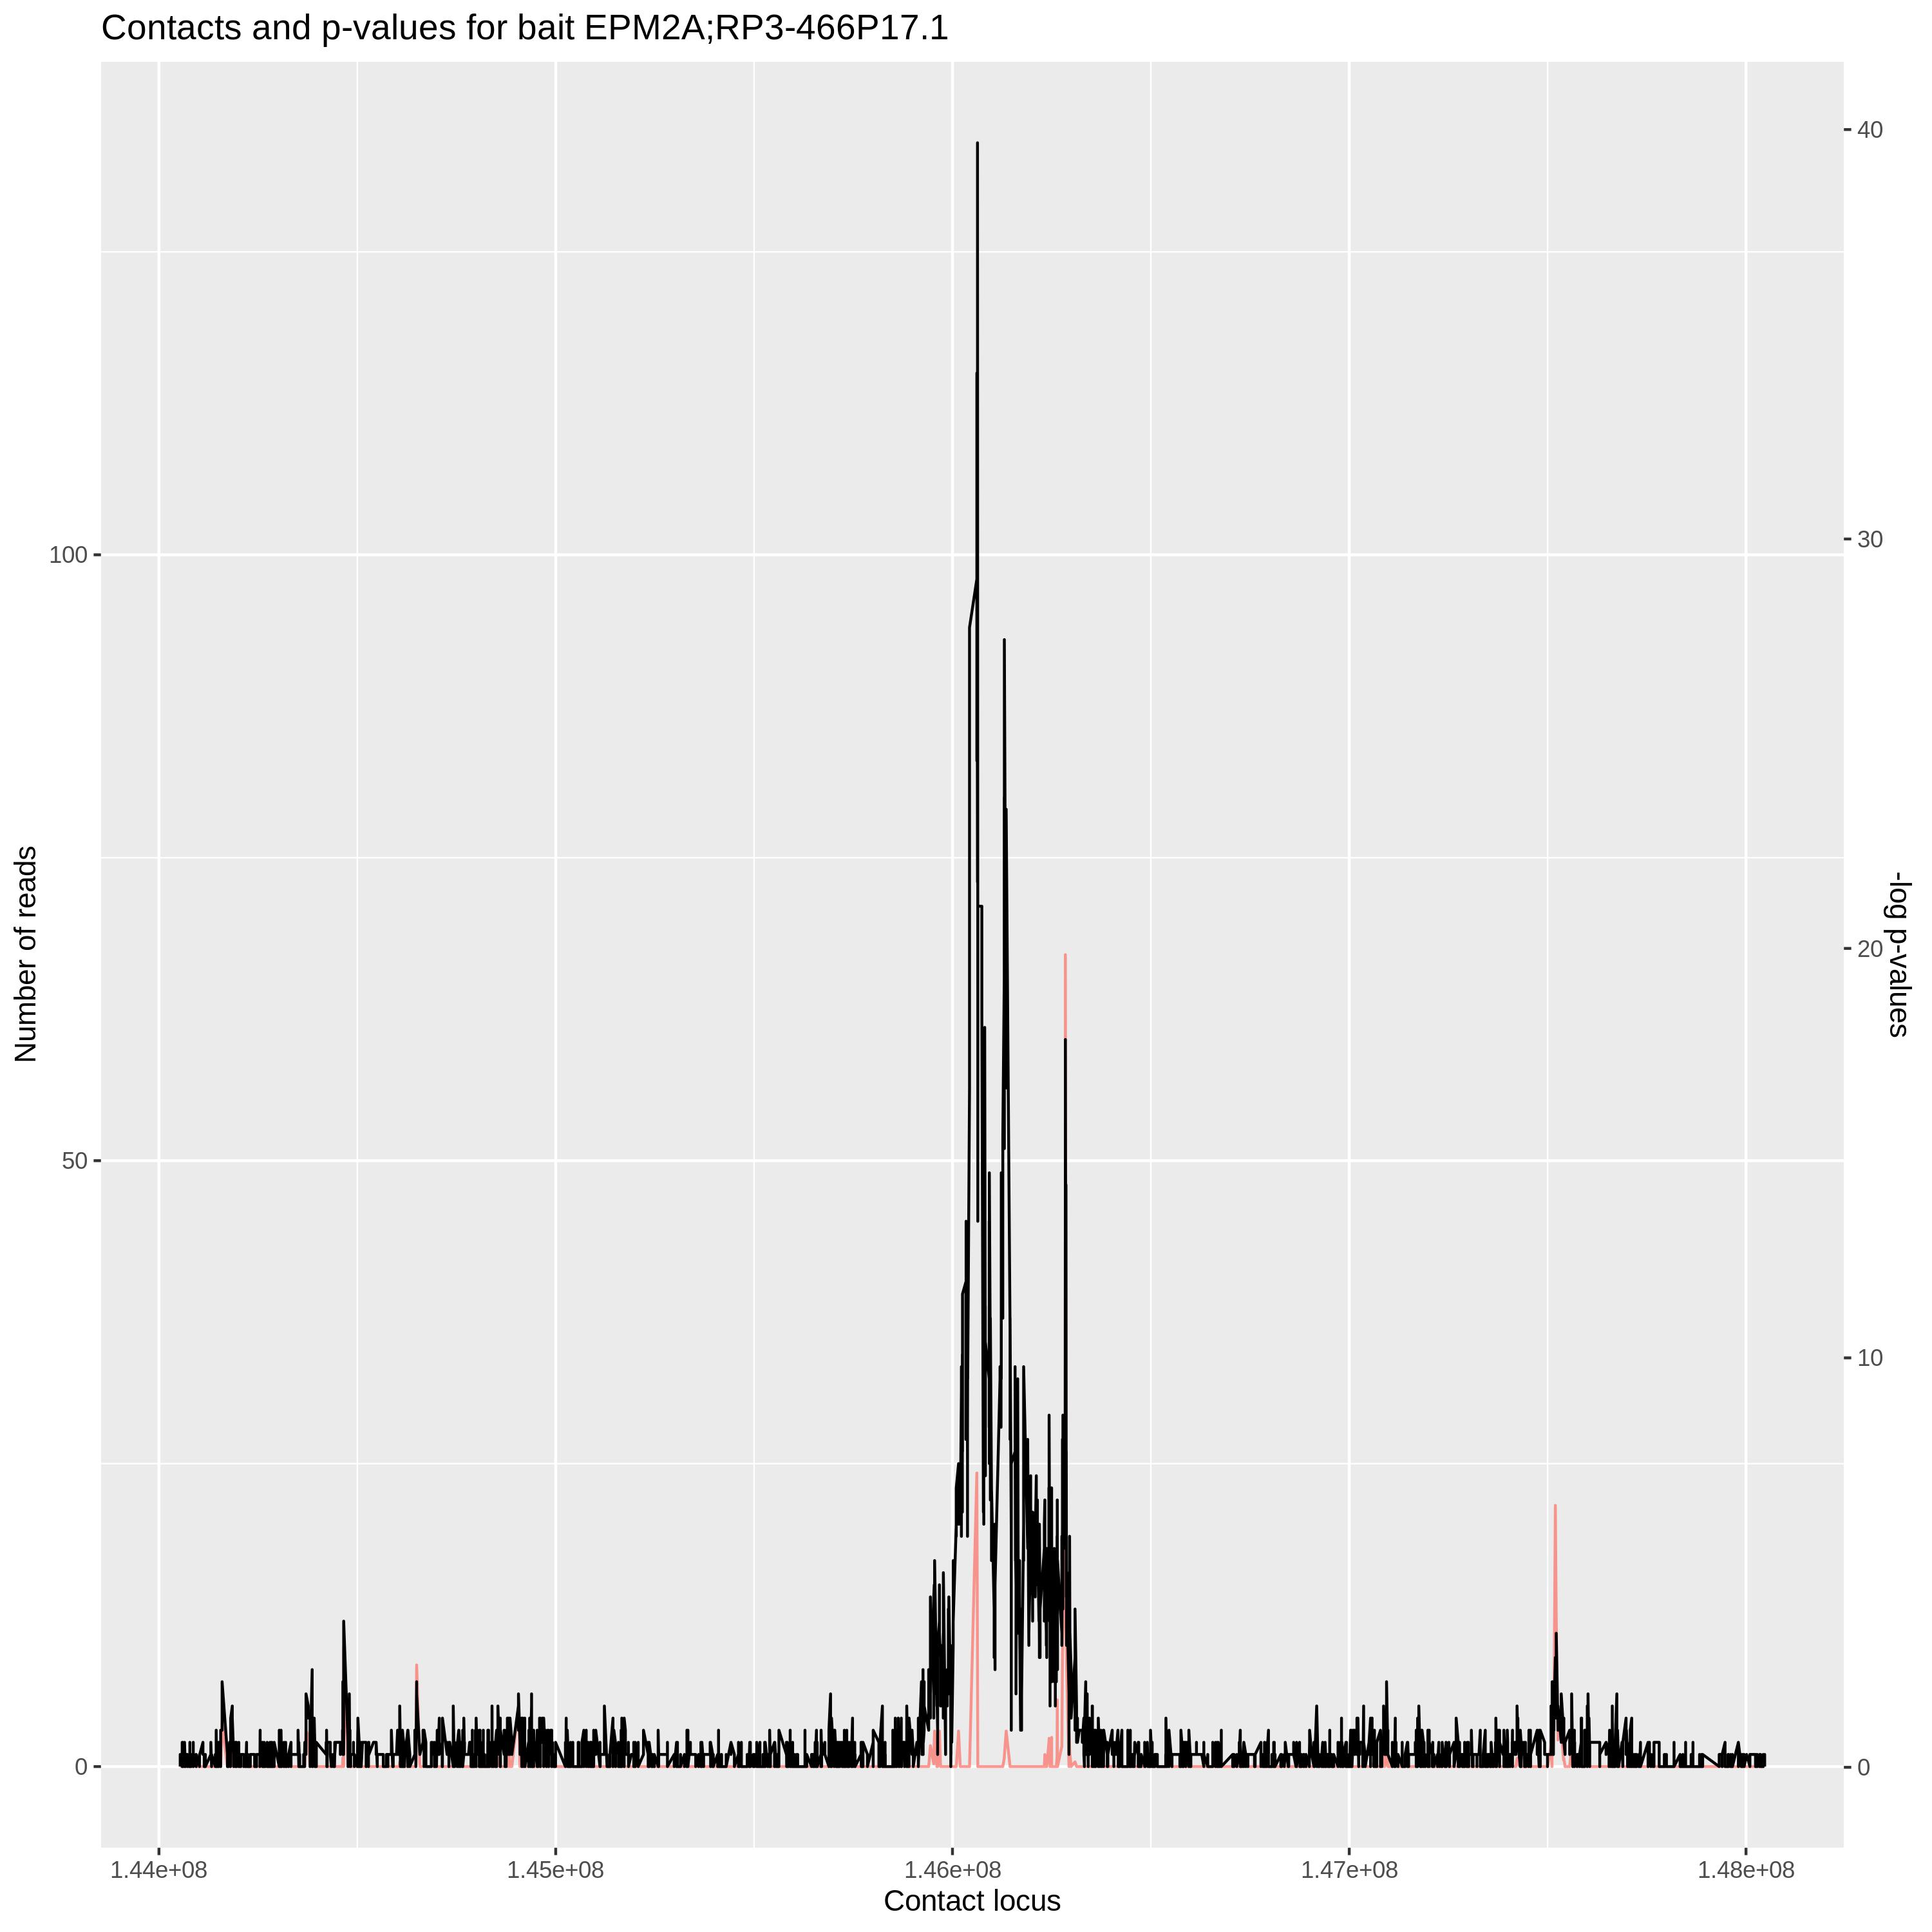 Contacts and p-values for bait EPM2A;RP3-466P17.1
40
100
30
Number of reads
-log p-values
20
50
10
0
0
1.44e+08
1.45e+08
1.46e+08
1.47e+08
1.48e+08
Contact locus